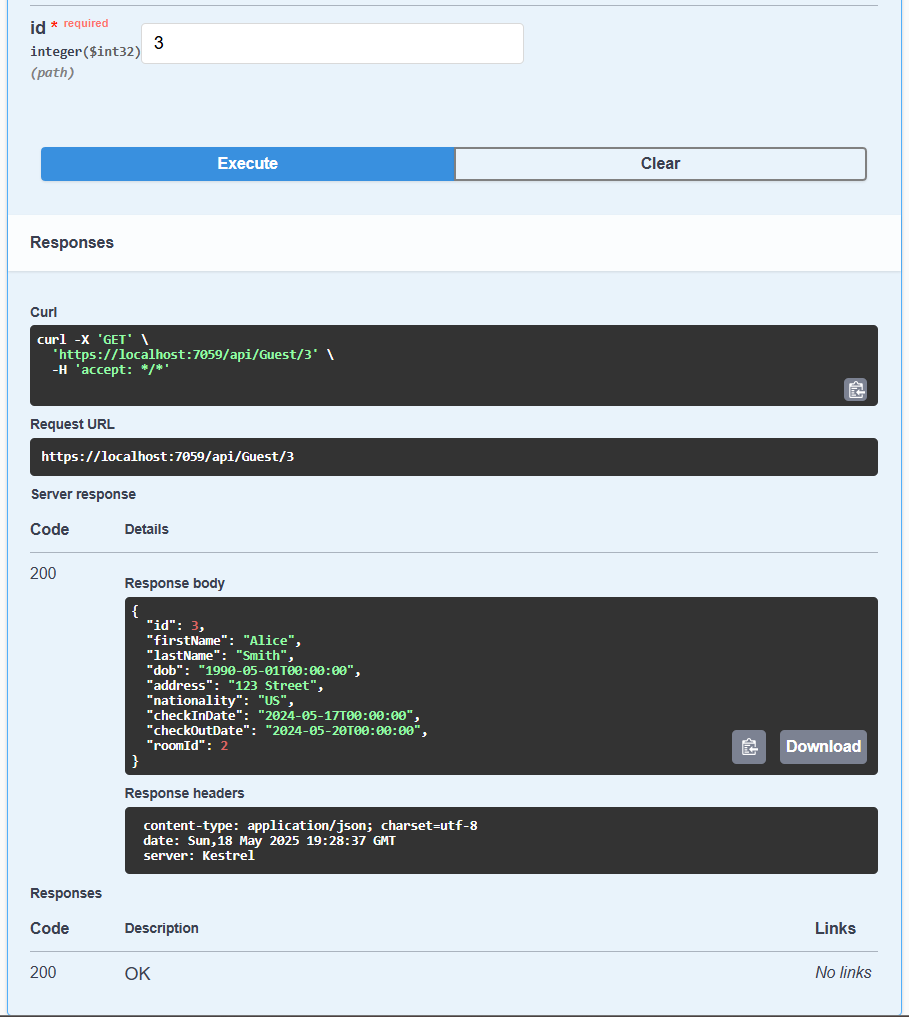 id * required
integer($int32)
3
(path)
Execute
Clear
Responses
Curl
curl -X 'GET' \
  'https://localhost:7059/api/Guest/3' \
  -H 'accept: */*'
Request URL
https://localhost:7059/api/Guest/3
Server response
Code Details
200
Response body
{
  "id": 3,
  "firstName": "Alice",
  "lastName": "Smith",
  "dob": "1990-05-01T00:00:00",
  "address": "123 Street",
  "nationality": "US",
  "checkInDate": "2024-05-17T00:00:00",
  "checkOutDate": "2024-05-20T00:00:00",
  "roomId": 2
}
Download
Response headers
content-type: application/json; charset=utf-8
date: Sun,18 May 2025 19:28:37 GMT
server: Kestrel
Responses
Code Description Links
200 OK No links